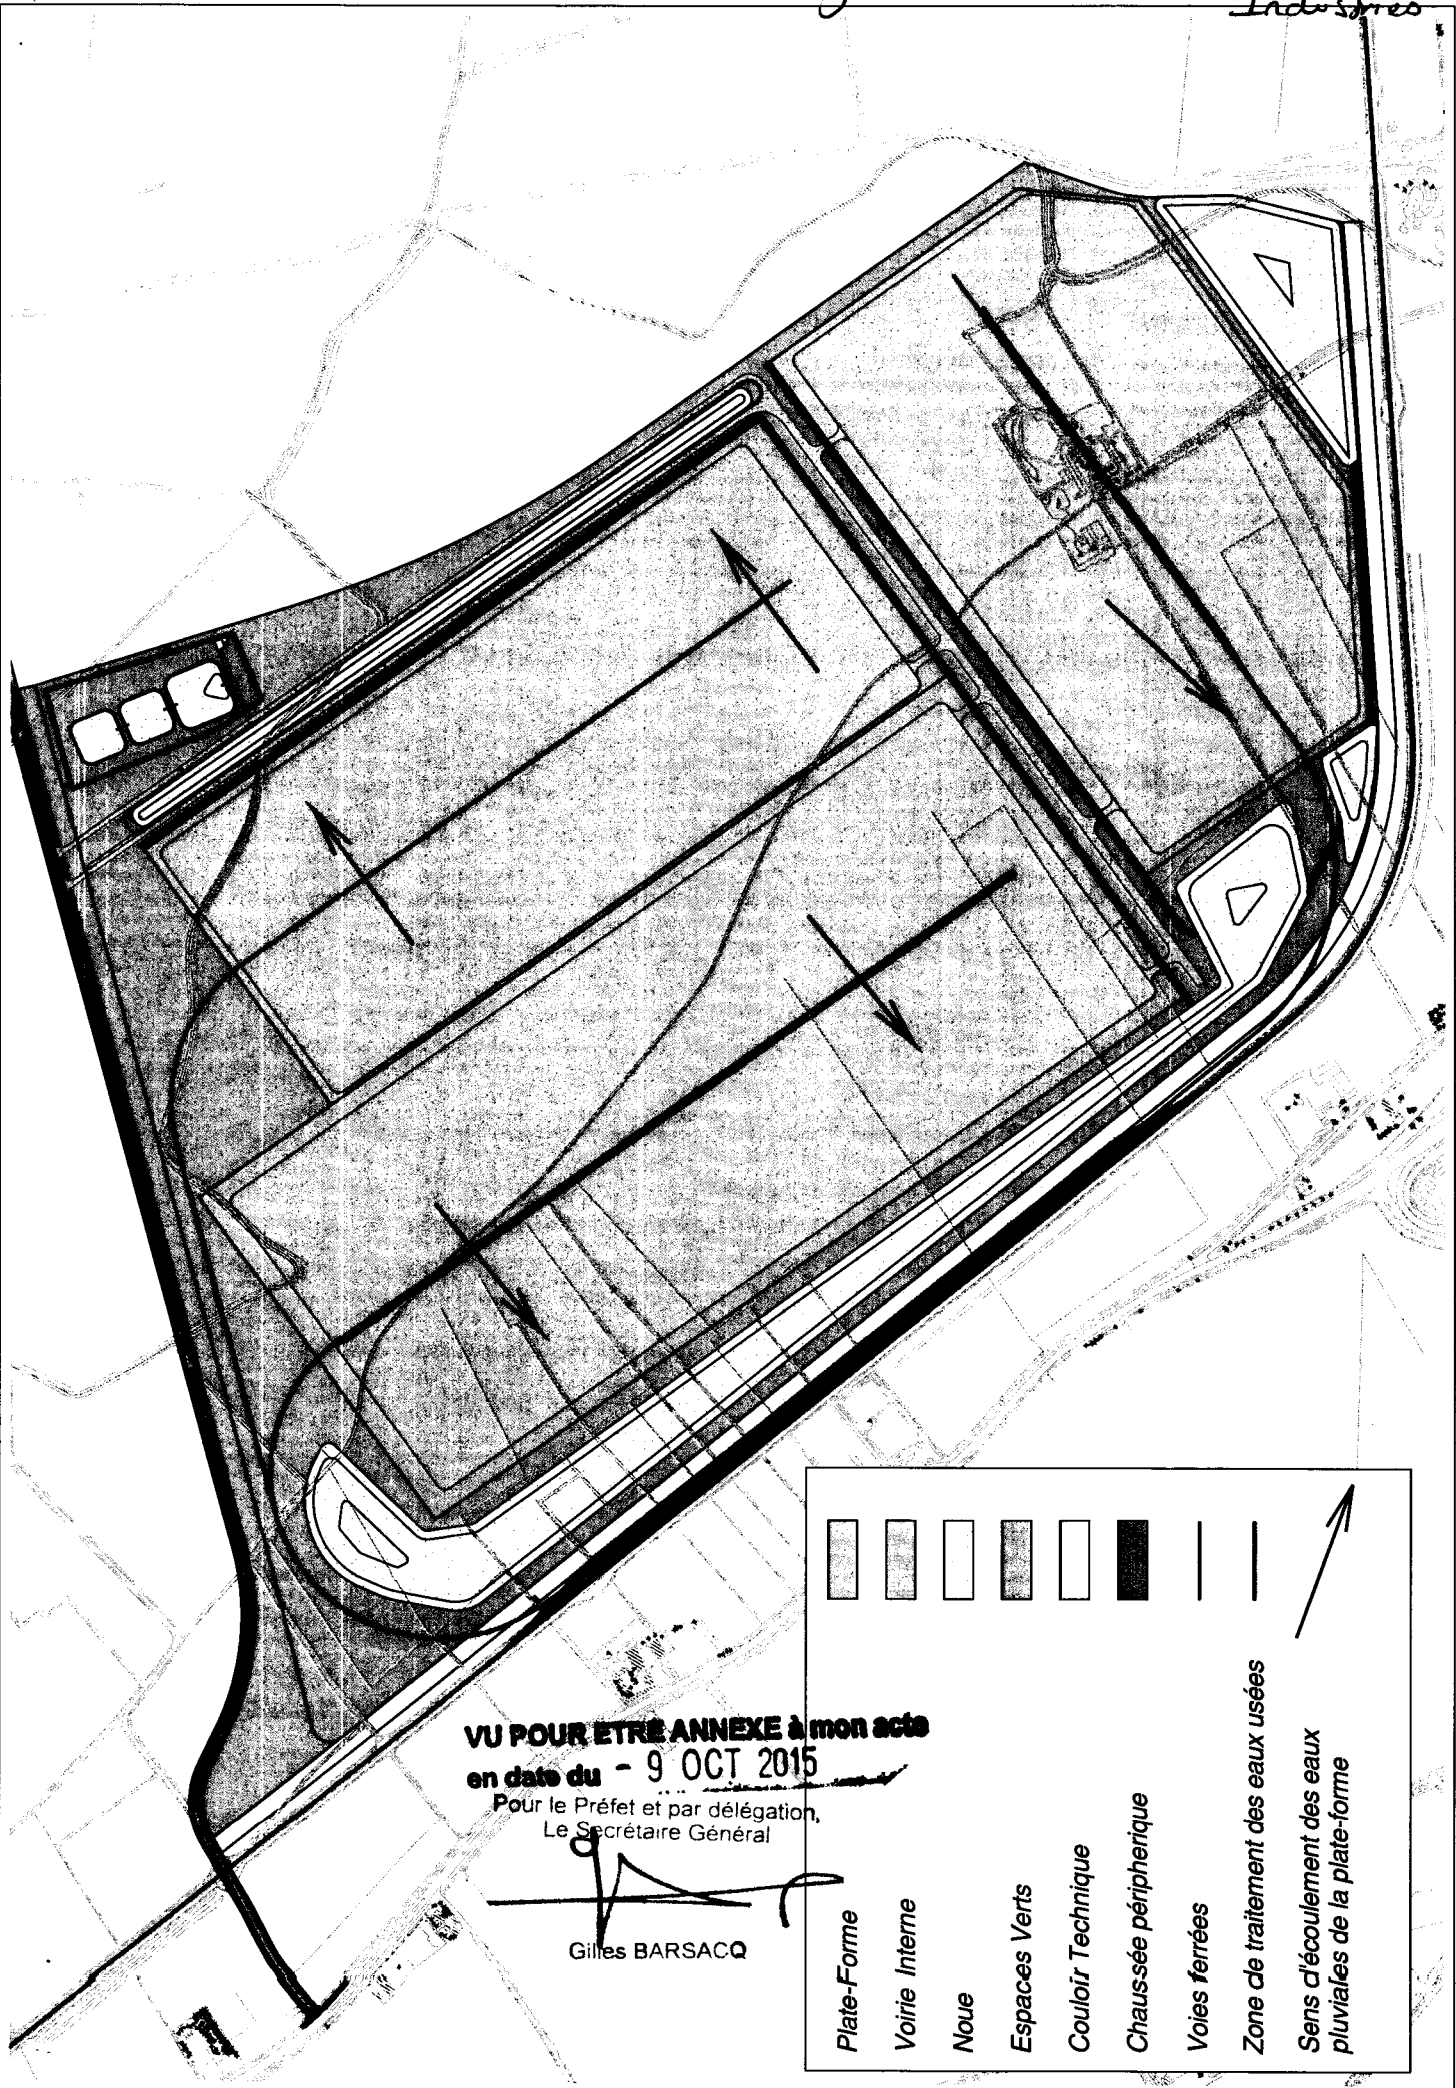 Industries
VU POUR ETRE ANNEXE à mon acte
en date du - 9 OCT 2015
Pour le Préfet et par délégation,
Le Secrétaire Général
Gilles BARSACQ
Plate-Forme
Voirie Interne
Noue
Espaces Verts
Couloir Technique
Chaussée péripherique
Voies ferrées
Zone de traitement des eaux usées
Sens d'écoulement des eaux
pluviales de la plate-forme